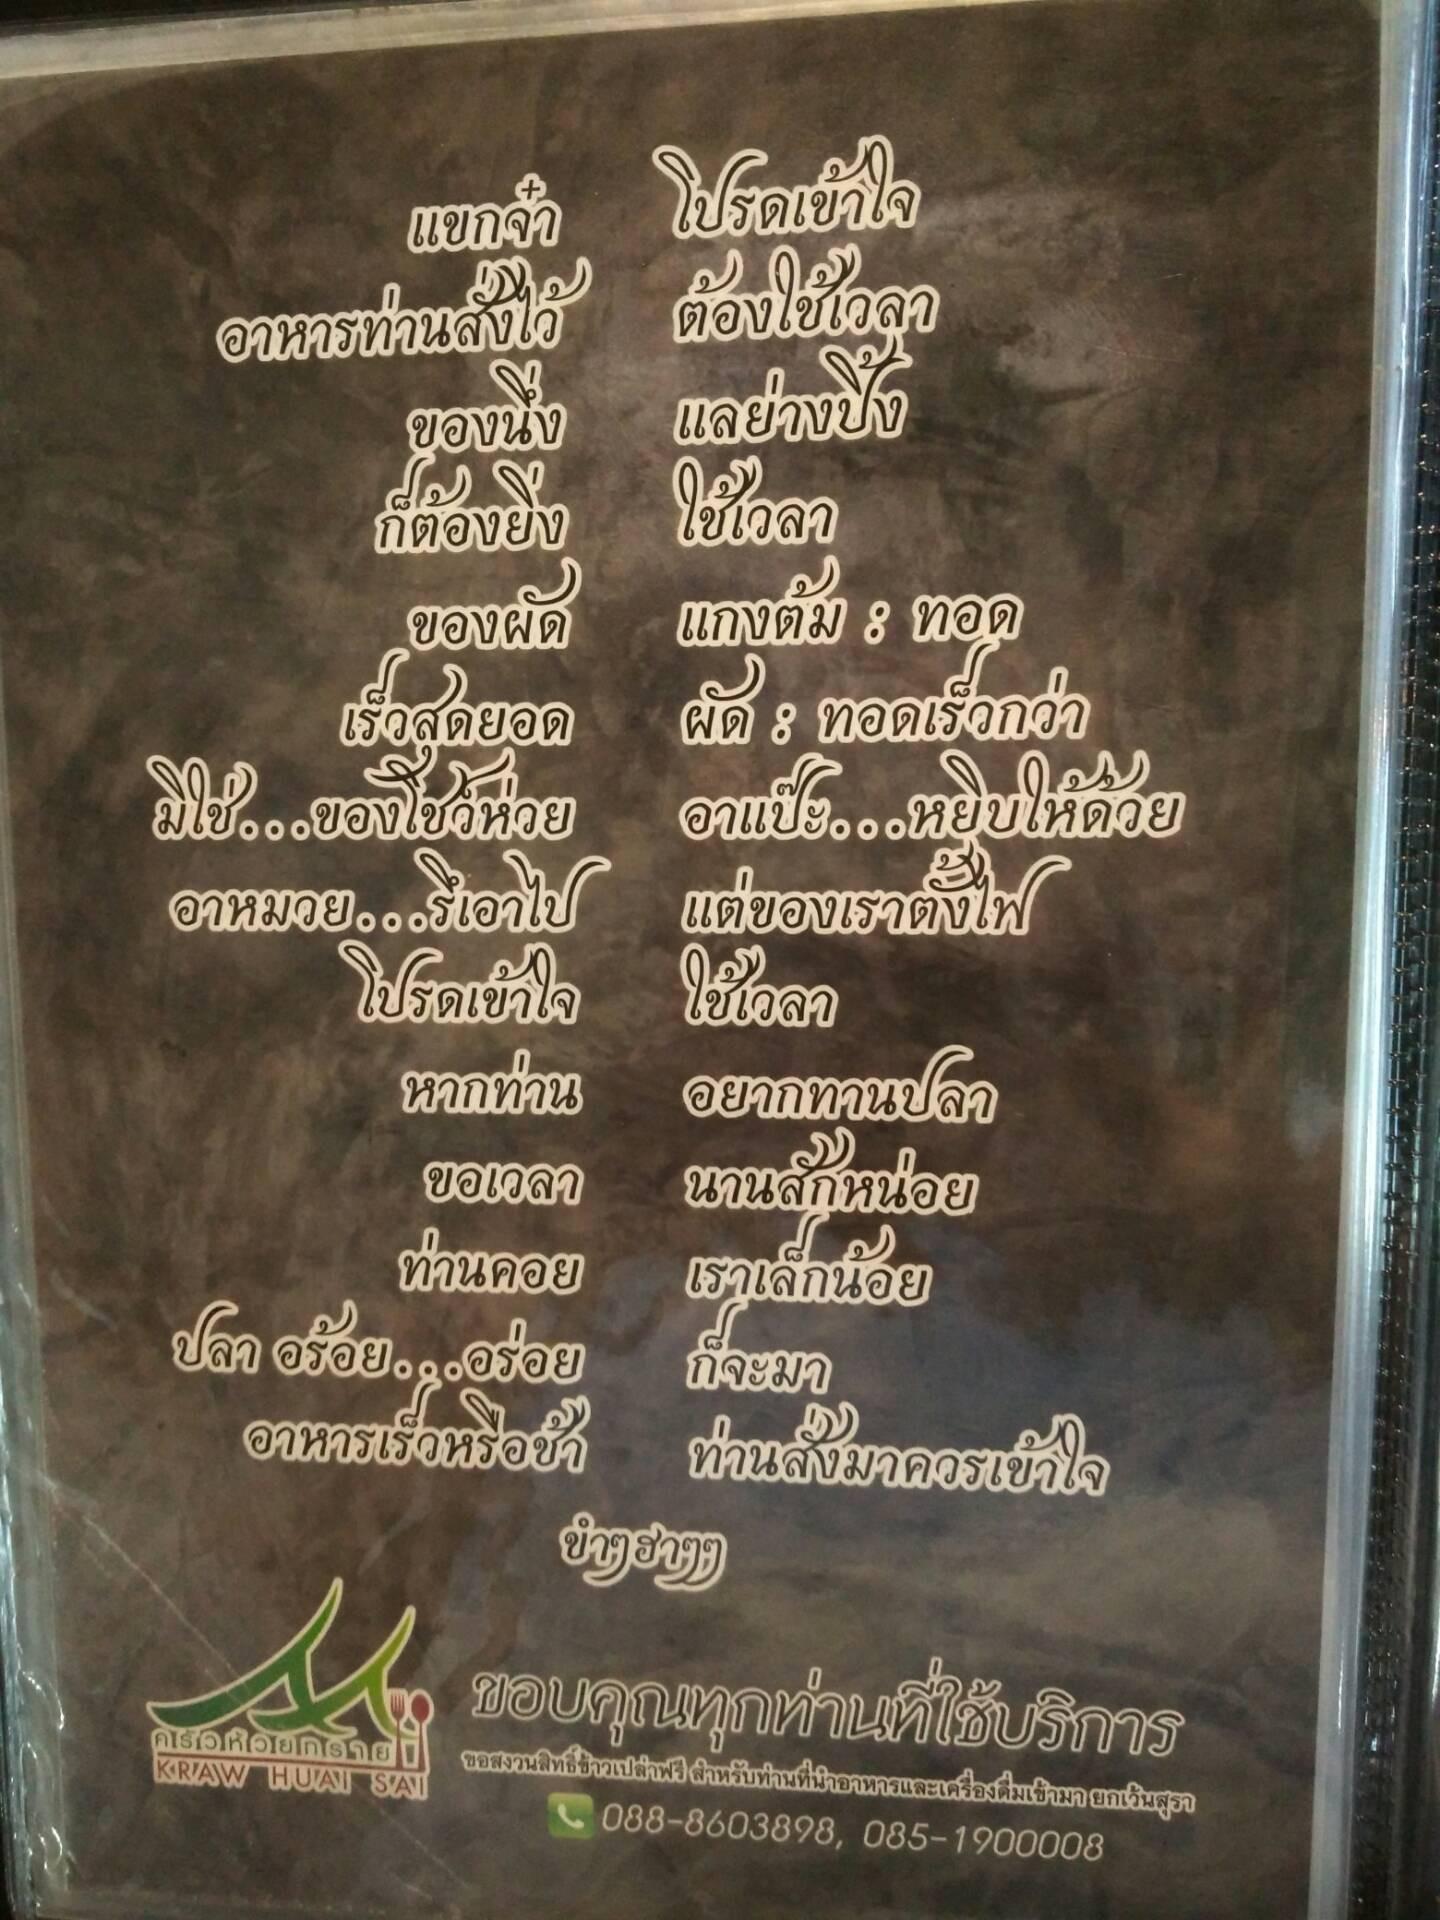 แขกจ๋า โปรดเข้าใจ
อาหารท่านสั่งไว้ ต้องใช้เวลา
ของนึ่ง แลย่างปิ้ง
ก็ต้องยิ่ง ใช้เวลา
ของผัด แกงต้ม : ทอด
เร็วสุดยอด ผัด : ทอดเร็วกว่า
มิใช่...ของโชว์ห่วย อาแป๊ะ...หยิบให้ด้วย
อาหมวย...รึเอาไป แต่ของเราตั้งไฟ
โปรดเข้าใจ ใช้เวลา
หากท่าน อยากทานปลา
ขอเวลา นานสักหน่อย
ท่านคอย เราเล็กน้อย
ปลา อร้อย...อร่อย ก็จะมา
อาหารเร็วหรือช้า ท่านสั่งมาควรเข้าใจ
ขำๆฮาๆๆ
ครัวห้วยทราย
KRAW HUAI SAI
ขอบคุณทุกท่านที่ใช้บริการ
ขอสงวนสิทธิ์ข้าวเปล่าฟรี สำหรับท่านที่นำอาหารและเครื่องดื่มเข้ามา ยกเว้นสุรา
088-8603898, 085-1900008